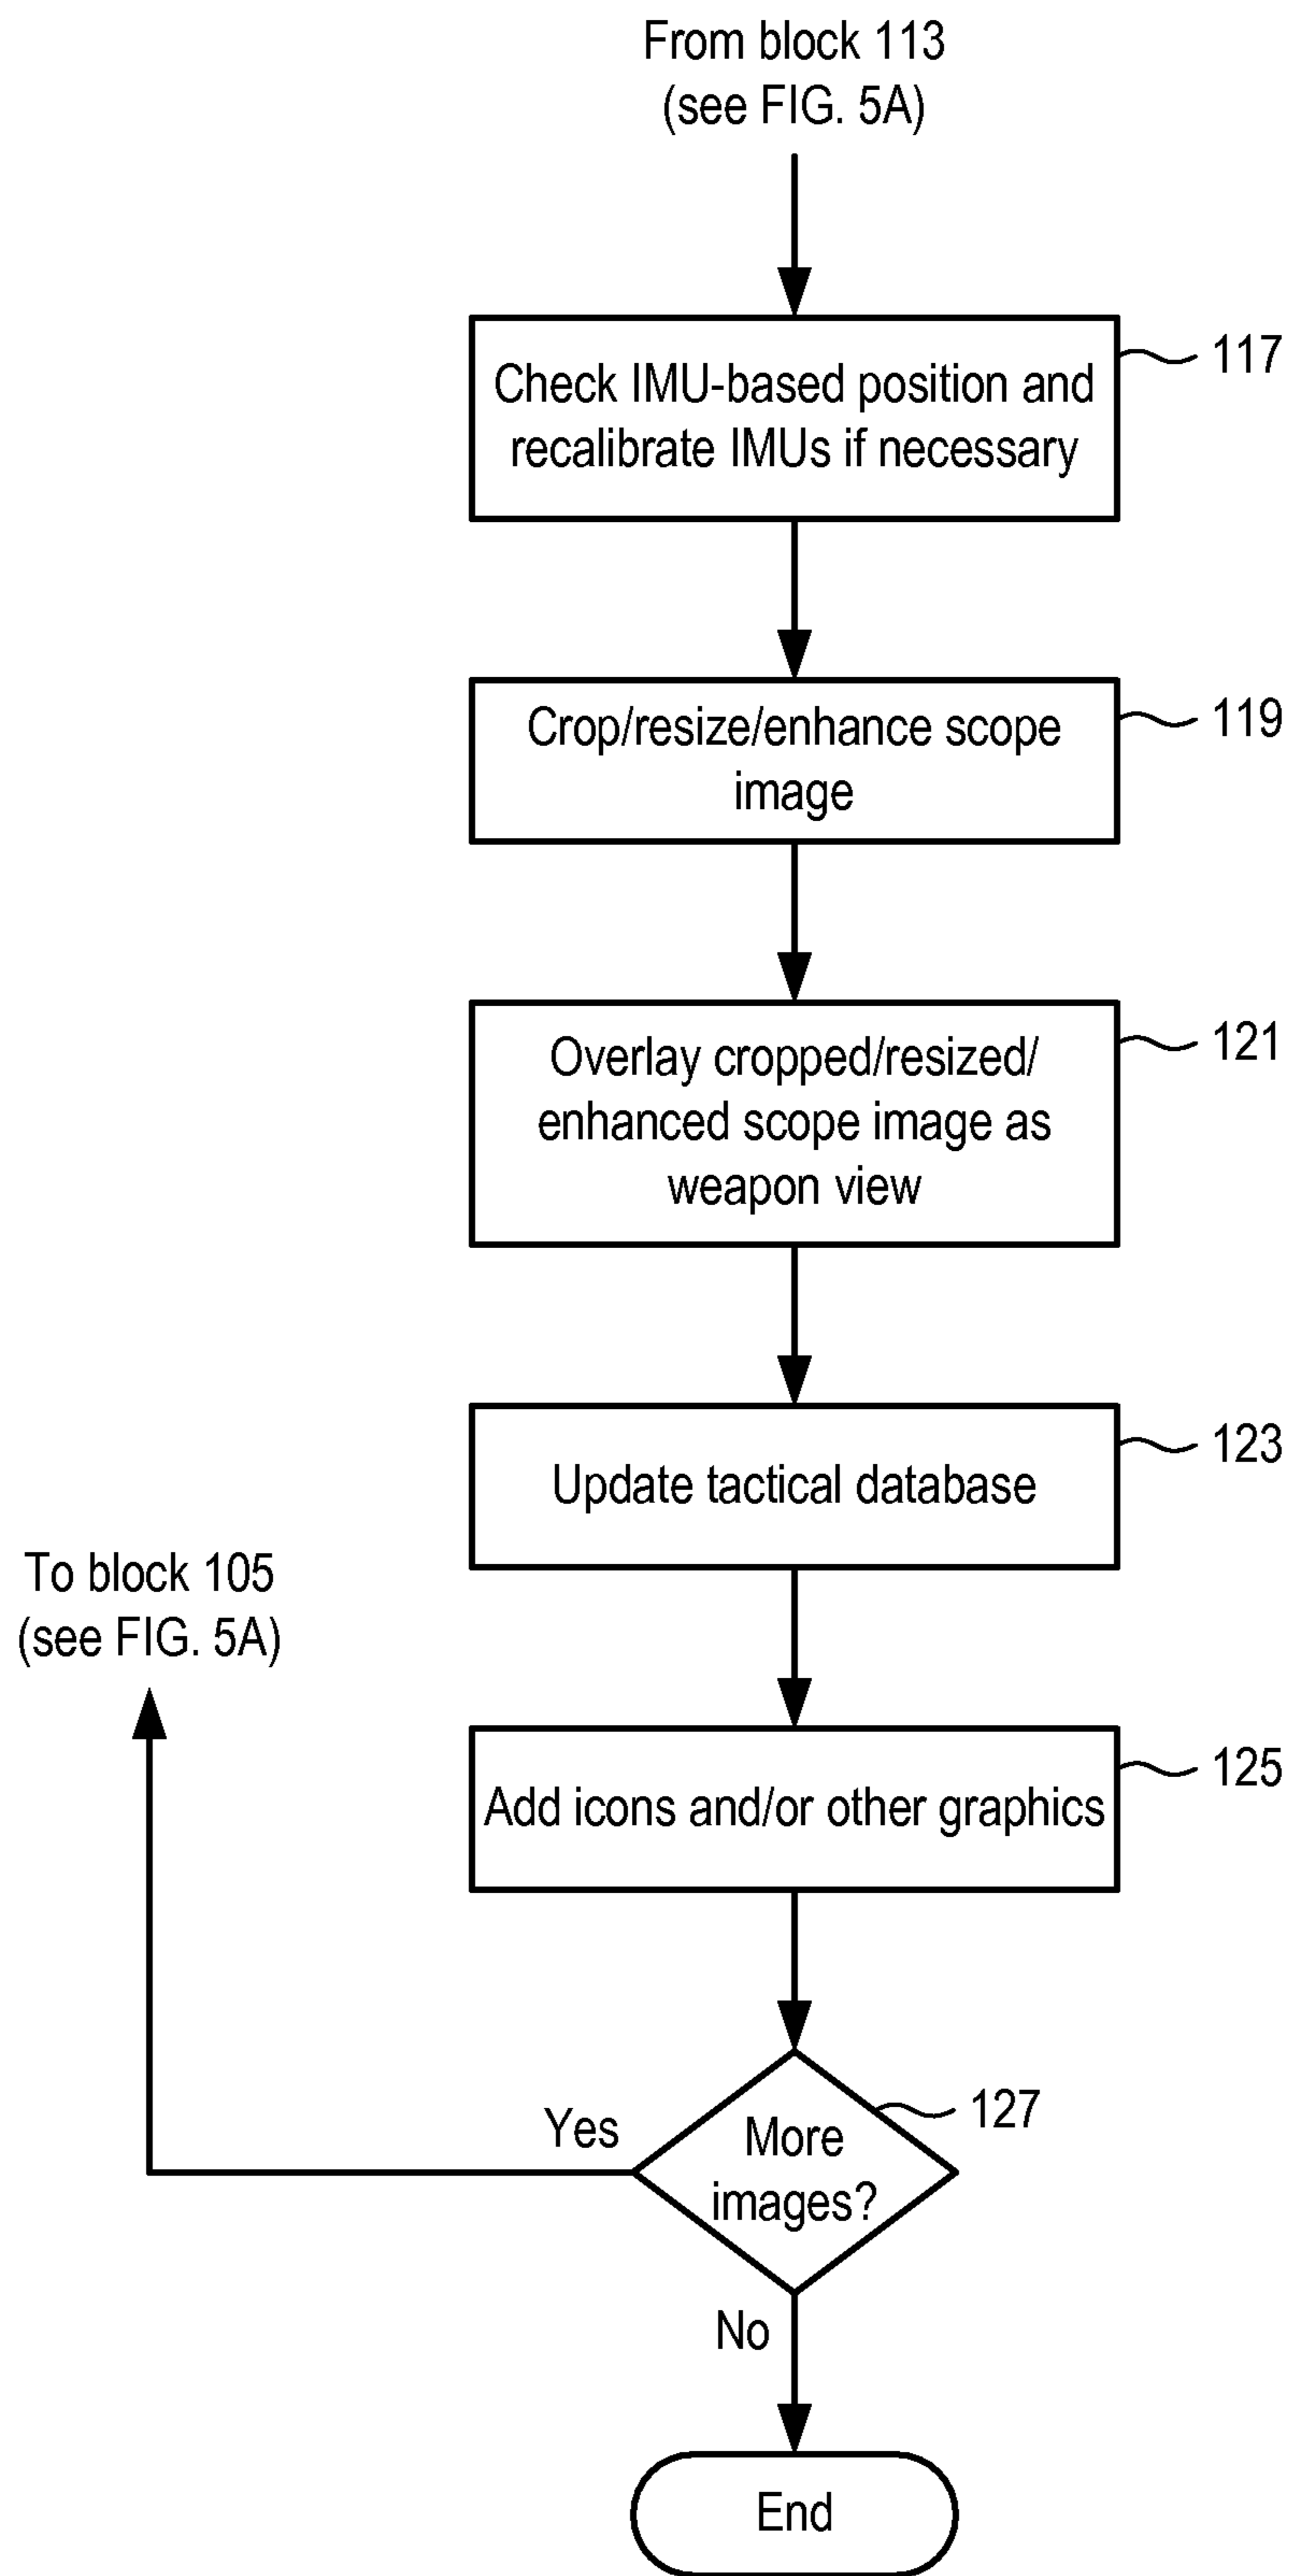 From block 113
(see FIG. 5A)
117
Check IMU-based position and
recalibrate IMUs if necessary
119
Crop/resize/enhance scope
image
121
Overlay cropped/resized/
enhanced scope image as
weapon view
123
Update tactical database
To block 105
(see FIG. 5A)
125
Add icons and/or other graphics
127
Yes
More
images?
No
End